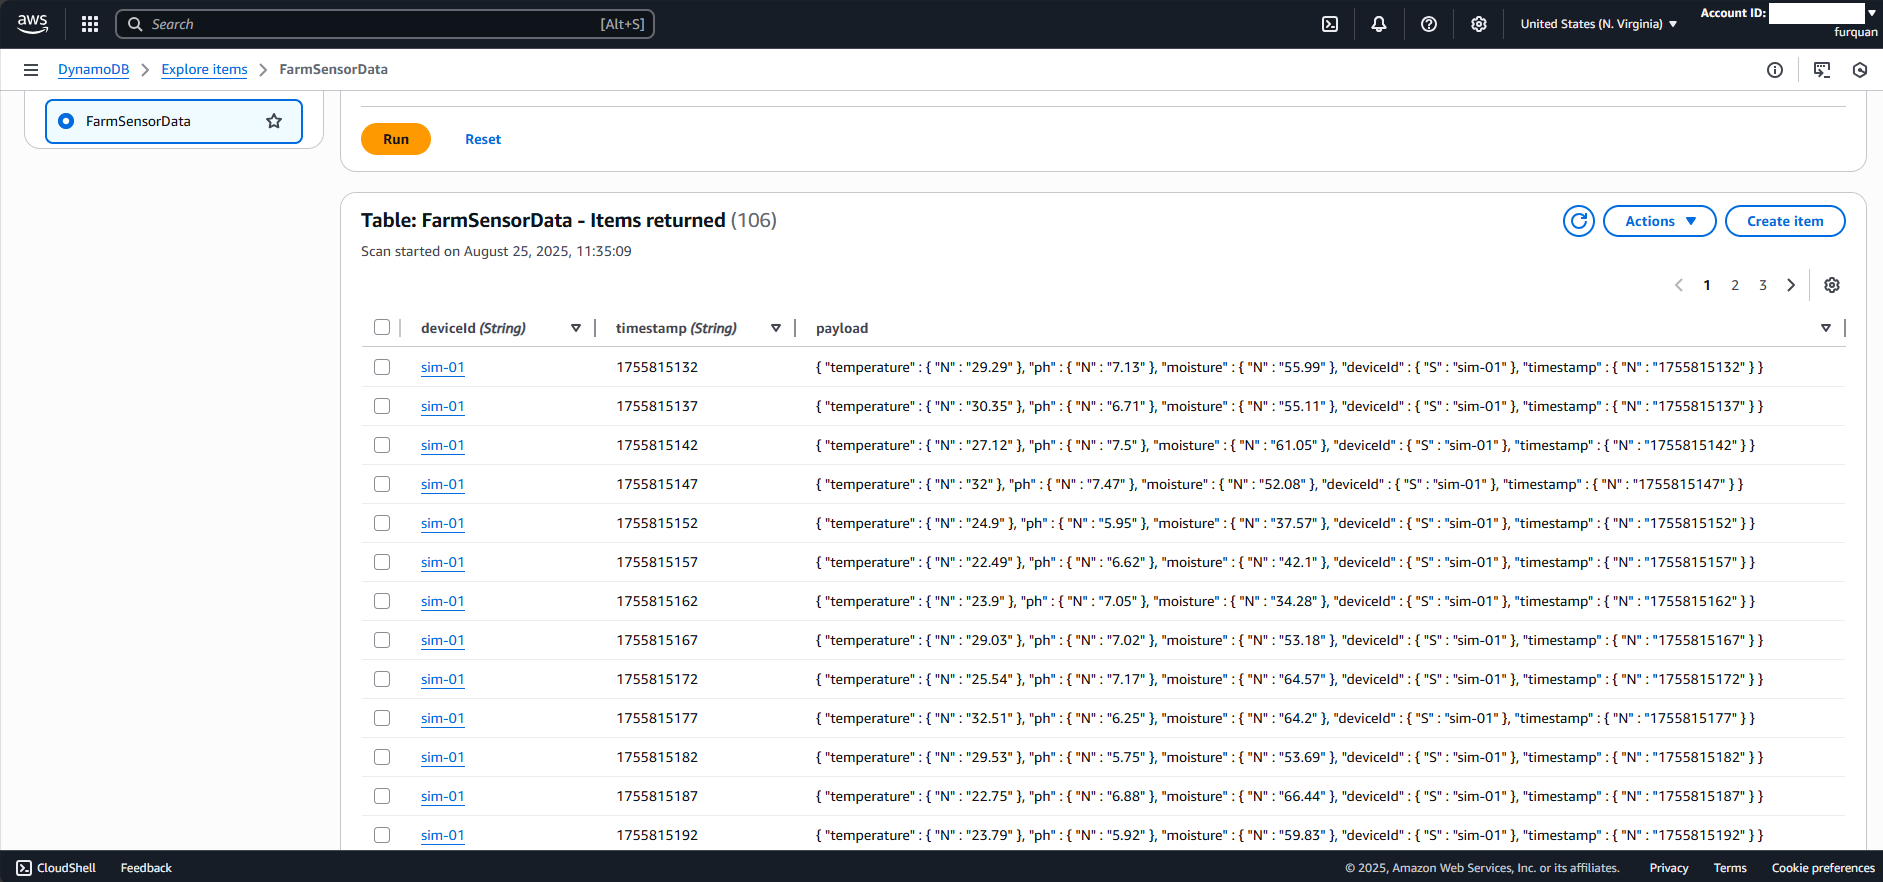 aws Search [Alt+S] United States (N. Virginia) Account ID:
furquan
DynamoDB Explore items FarmSensorData
FarmSensorData
Run Reset
Table: FarmSensorData - Items returned (106)
Actions Create item
Scan started on August 25, 2025, 11:35:09
1 2 3
deviceId (String) timestamp (String) payload
sim-01 1755815132 { "temperature" : { "N" : "29.29" }, "ph" : { "N" : "7.13" }, "moisture" : { "N" : "55.99" }, "deviceId" : { "S" : "sim-01" }, "timestamp" : { "N" : "1755815132" } }
sim-01 1755815137 { "temperature" : { "N" : "30.35" }, "ph" : { "N" : "6.71" }, "moisture" : { "N" : "55.11" }, "deviceId" : { "S" : "sim-01" }, "timestamp" : { "N" : "1755815137" } }
sim-01 1755815142 { "temperature" : { "N" : "27.12" }, "ph" : { "N" : "7.5" }, "moisture" : { "N" : "61.05" }, "deviceId" : { "S" : "sim-01" }, "timestamp" : { "N" : "1755815142" } }
sim-01 1755815147 { "temperature" : { "N" : "32" }, "ph" : { "N" : "7.47" }, "moisture" : { "N" : "52.08" }, "deviceId" : { "S" : "sim-01" }, "timestamp" : { "N" : "1755815147" } }
sim-01 1755815152 { "temperature" : { "N" : "24.9" }, "ph" : { "N" : "5.95" }, "moisture" : { "N" : "37.57" }, "deviceId" : { "S" : "sim-01" }, "timestamp" : { "N" : "1755815152" } }
sim-01 1755815157 { "temperature" : { "N" : "22.49" }, "ph" : { "N" : "6.62" }, "moisture" : { "N" : "42.1" }, "deviceId" : { "S" : "sim-01" }, "timestamp" : { "N" : "1755815157" } }
sim-01 1755815162 { "temperature" : { "N" : "23.9" }, "ph" : { "N" : "7.05" }, "moisture" : { "N" : "34.28" }, "deviceId" : { "S" : "sim-01" }, "timestamp" : { "N" : "1755815162" } }
sim-01 1755815167 { "temperature" : { "N" : "29.03" }, "ph" : { "N" : "7.02" }, "moisture" : { "N" : "53.18" }, "deviceId" : { "S" : "sim-01" }, "timestamp" : { "N" : "1755815167" } }
sim-01 1755815172 { "temperature" : { "N" : "25.54" }, "ph" : { "N" : "7.17" }, "moisture" : { "N" : "64.57" }, "deviceId" : { "S" : "sim-01" }, "timestamp" : { "N" : "1755815172" } }
sim-01 1755815177 { "temperature" : { "N" : "32.51" }, "ph" : { "N" : "6.25" }, "moisture" : { "N" : "64.2" }, "deviceId" : { "S" : "sim-01" }, "timestamp" : { "N" : "1755815177" } }
sim-01 1755815182 { "temperature" : { "N" : "29.53" }, "ph" : { "N" : "5.75" }, "moisture" : { "N" : "53.69" }, "deviceId" : { "S" : "sim-01" }, "timestamp" : { "N" : "1755815182" } }
sim-01 1755815187 { "temperature" : { "N" : "22.75" }, "ph" : { "N" : "6.88" }, "moisture" : { "N" : "66.44" }, "deviceId" : { "S" : "sim-01" }, "timestamp" : { "N" : "1755815187" } }
sim-01 1755815192 { "temperature" : { "N" : "23.79" }, "ph" : { "N" : "5.92" }, "moisture" : { "N" : "59.83" }, "deviceId" : { "S" : "sim-01" }, "timestamp" : { "N" : "1755815192" } }
CloudShell Feedback © 2025, Amazon Web Services, Inc. or its affiliates. Privacy Terms Cookie preferences